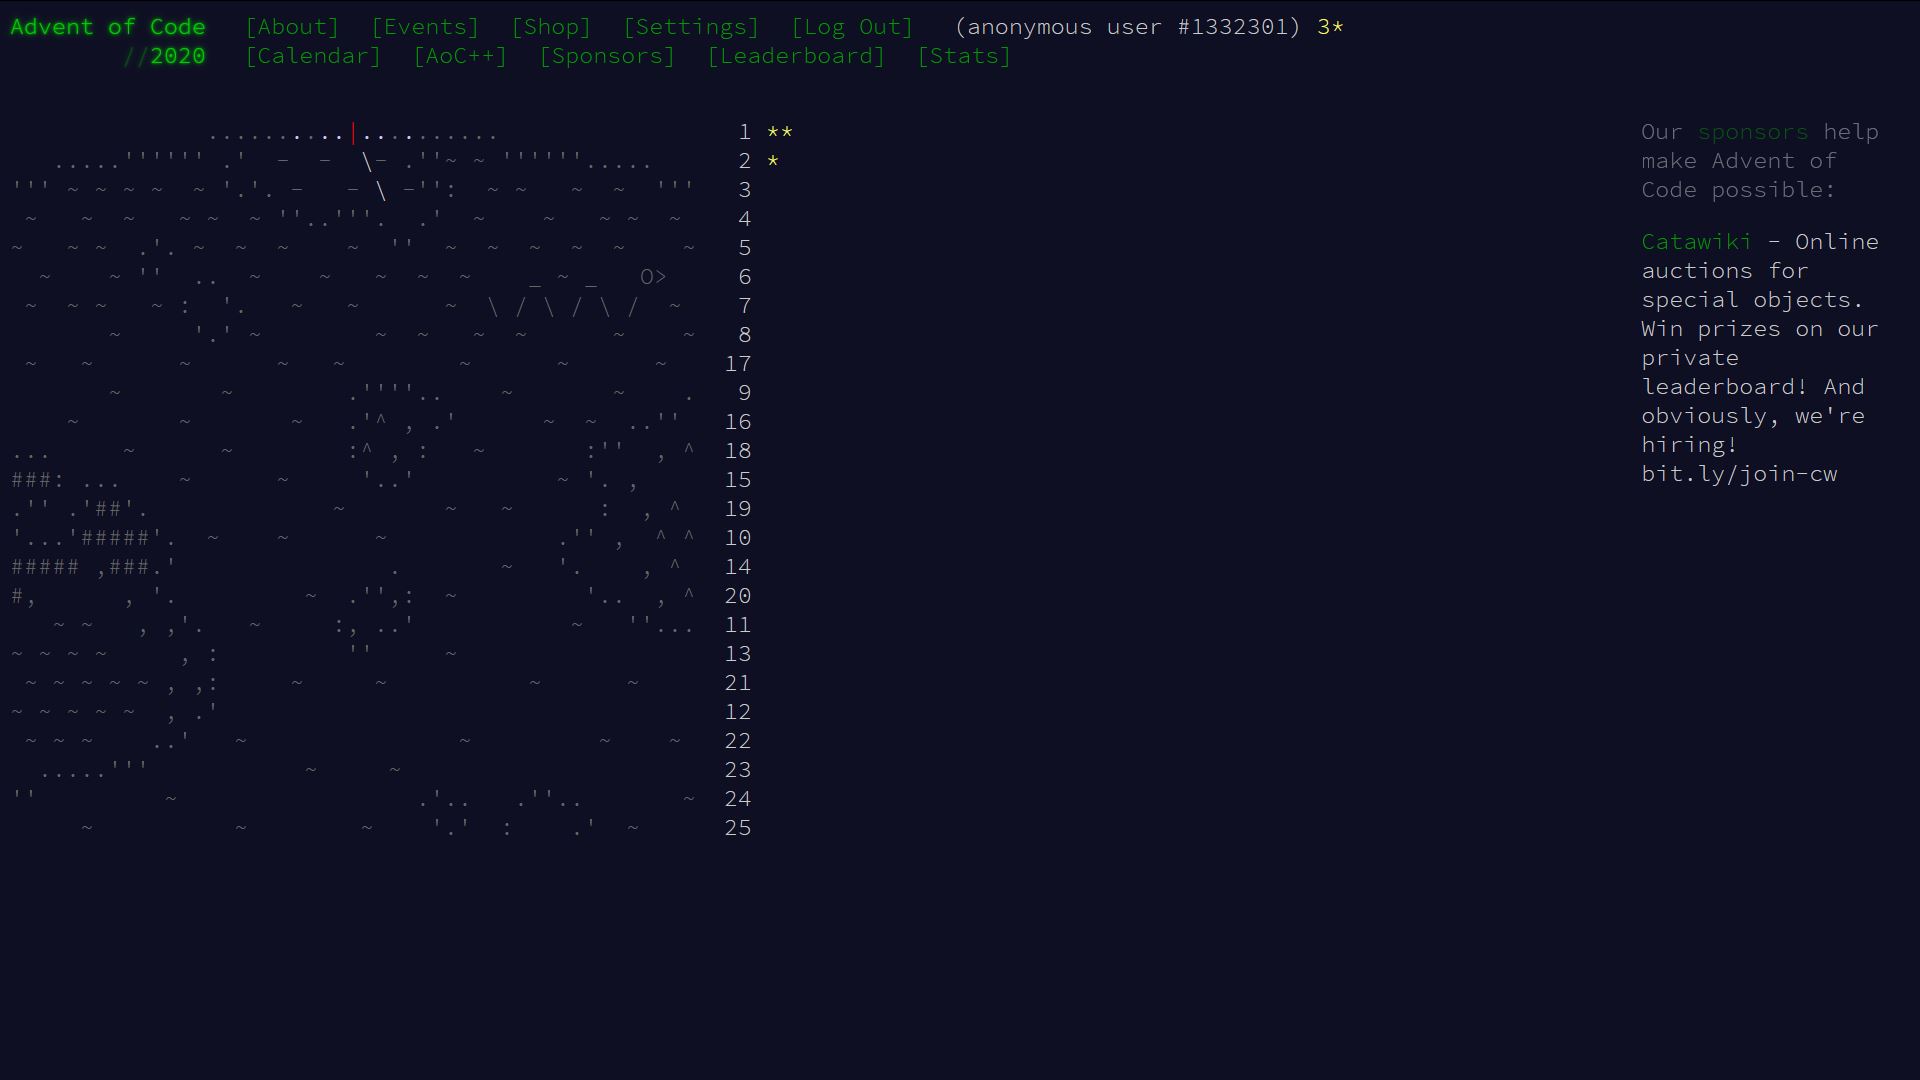 Advent of Code [About] [Events] [Shop] [Settings] [Log Out] (anonymous user #1332301) 3*
//2020 [Calendar] [AoC++] [Sponsors] [Leaderboard] [Stats]
1 **
2 *
3
4
5
6
7
8
17
9
16
18
15
19
10
14
20
11
13
21
12
22
23
24
25
Our sponsors help
make Advent of
Code possible:
Catawiki - Online
auctions for
special objects.
Win prizes on our
private
leaderboard! And
obviously, we're
hiring!
bit.ly/join-cw